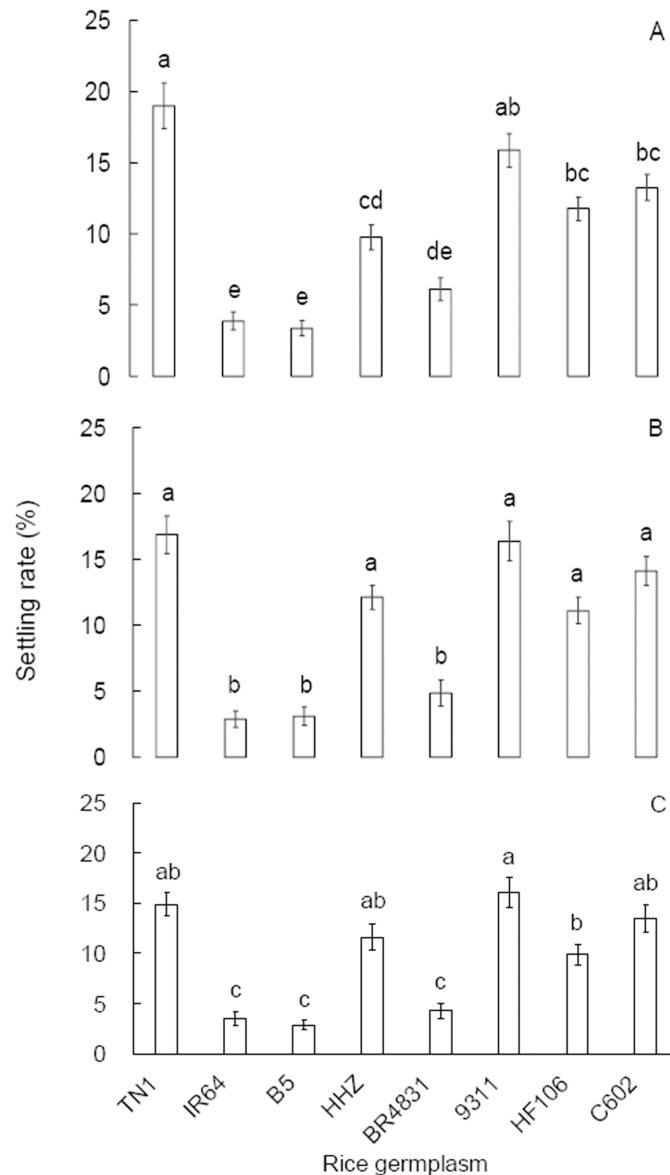 25
A
a
20
ab
15
bc
bc
cd
10
de
e
e
5
0
25
B
20
a
a
a
15
a
a
10
b
b
b
5
0
Settling rate (%)
25
C
20
a
ab
ab
ab
15
b
10
c
c
c
5
0
TN1
IR64
B5
HHZ
BR4831
9311
HF106
C602
Rice germplasm